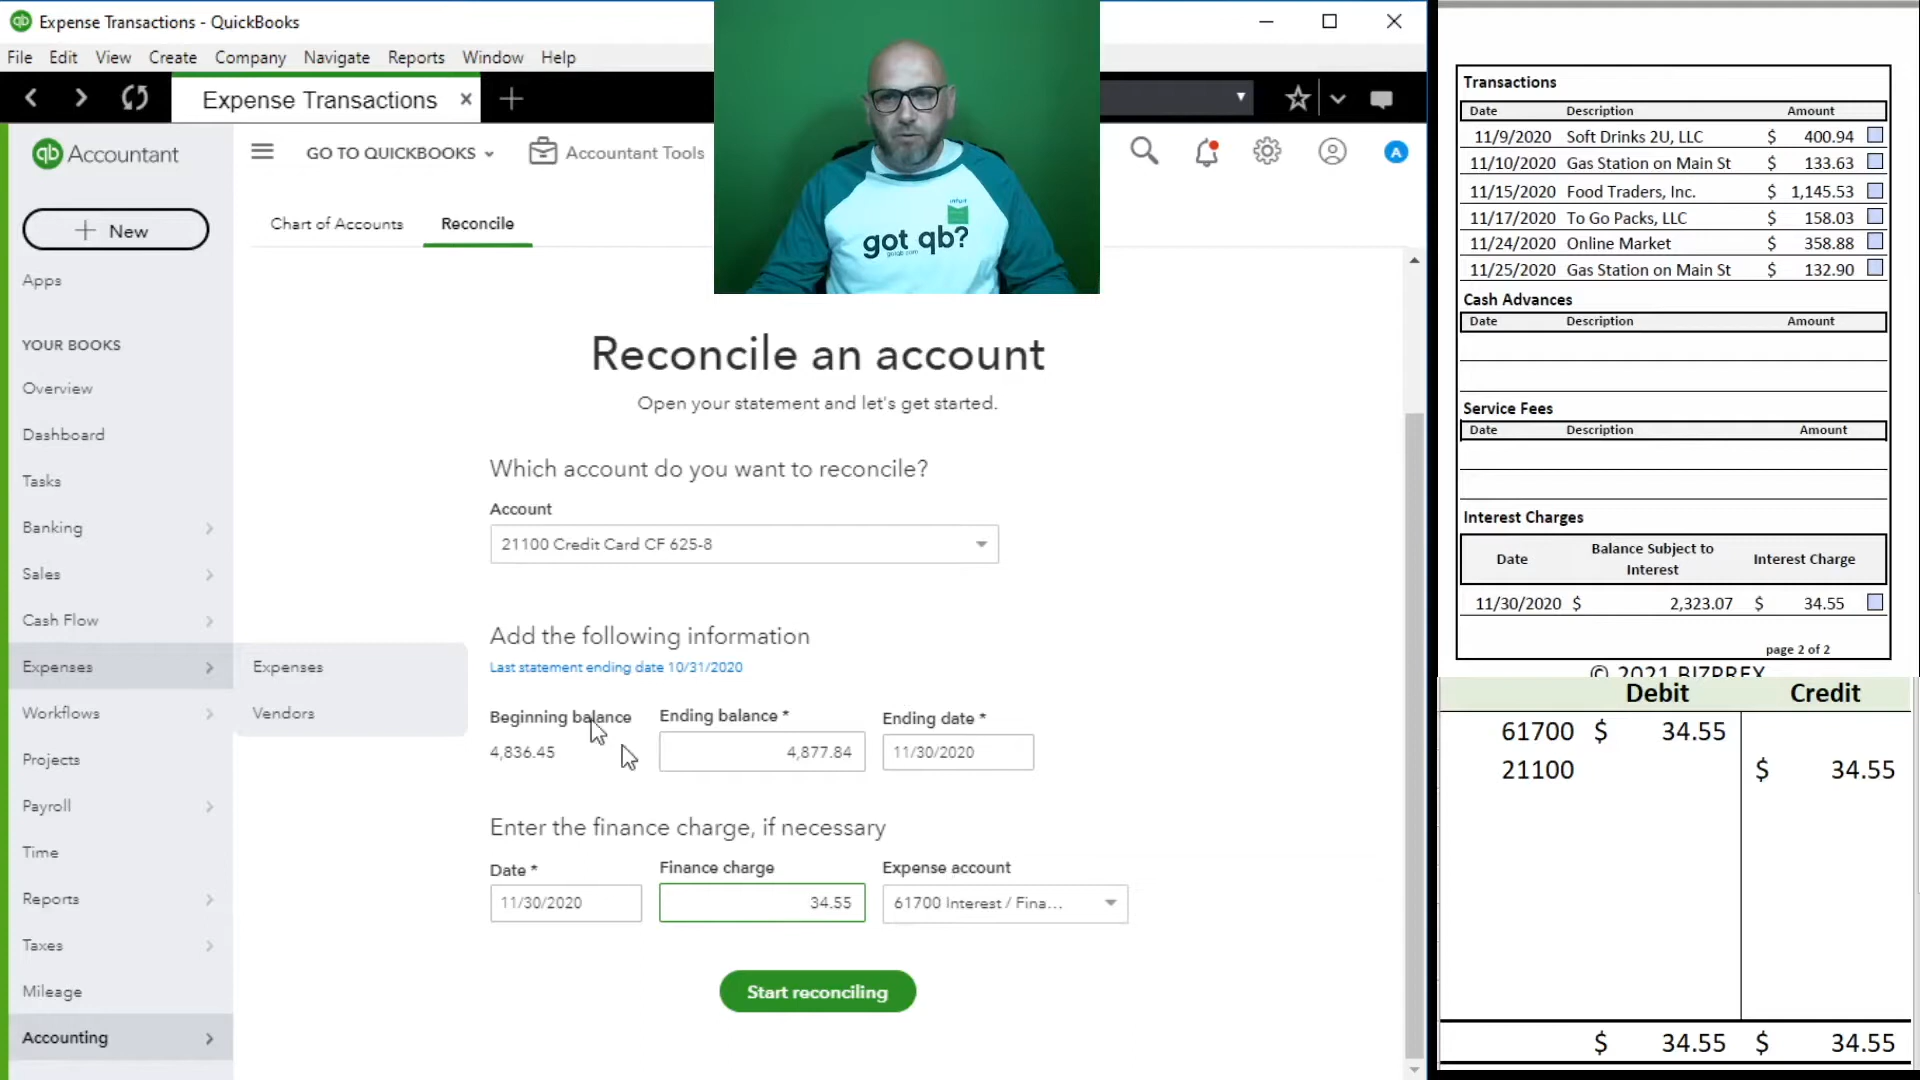 Expense Transactions - QuickBooks
File Edit View Create Company Navigate Reports Window Help
Expense Transactions
Accountant
GO TO QUICKBOOKS
Accountant Tools
A
New
Chart of Accounts
Reconcile
intuit
got qb?
Apps
YOUR BOOKS
Overview
Dashboard
Tasks
Banking
Sales
Cash Flow
Expenses
Workflows
Projects
Payroll
Time
Reports
Taxes
Mileage
Accounting
Expenses
Vendors
Reconcile an account
Open your statement and let's get started.
Which account do you want to reconcile?
Account
21100 Credit Card CF 625-8
Add the following information
Last statement ending date 10/31/2020
Beginning balance Ending balance * Ending date *
4,836.45 4,877.84 11/30/2020
Enter the finance charge, if necessary
Date * Finance charge Expense account
11/30/2020 34.55 61700 Interest / Fina...
Start reconciling
Transactions
Date Description Amount
11/9/2020 Soft Drinks 2U, LLC $ 400.94
11/10/2020 Gas Station on Main St $ 133.63
11/15/2020 Food Traders, Inc. $ 1,145.53
11/17/2020 To Go Packs, LLC $ 158.03
11/24/2020 Online Market $ 358.88
11/25/2020 Gas Station on Main St $ 132.90
Cash Advances
Date Description Amount
Service Fees
Date Description Amount
Interest Charges
Date Balance Subject to Interest Interest Charge
11/30/2020 $ 2,323.07 $ 34.55
page 2 of 2
© 2021 BIZPREX
Debit Credit
61700 $ 34.55
21100 $ 34.55
$ 34.55 $ 34.55